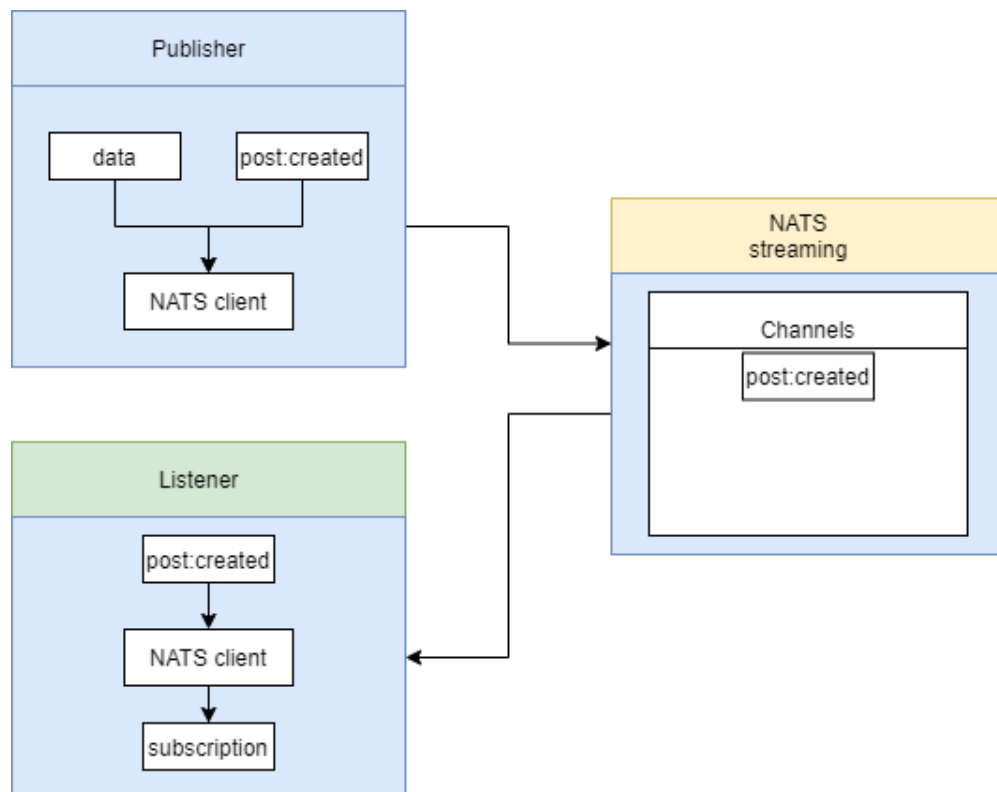 Publisher
data
post:created
NATS client
NATS
streaming
Channels
post:created
Listener
post:created
NATS client
subscription